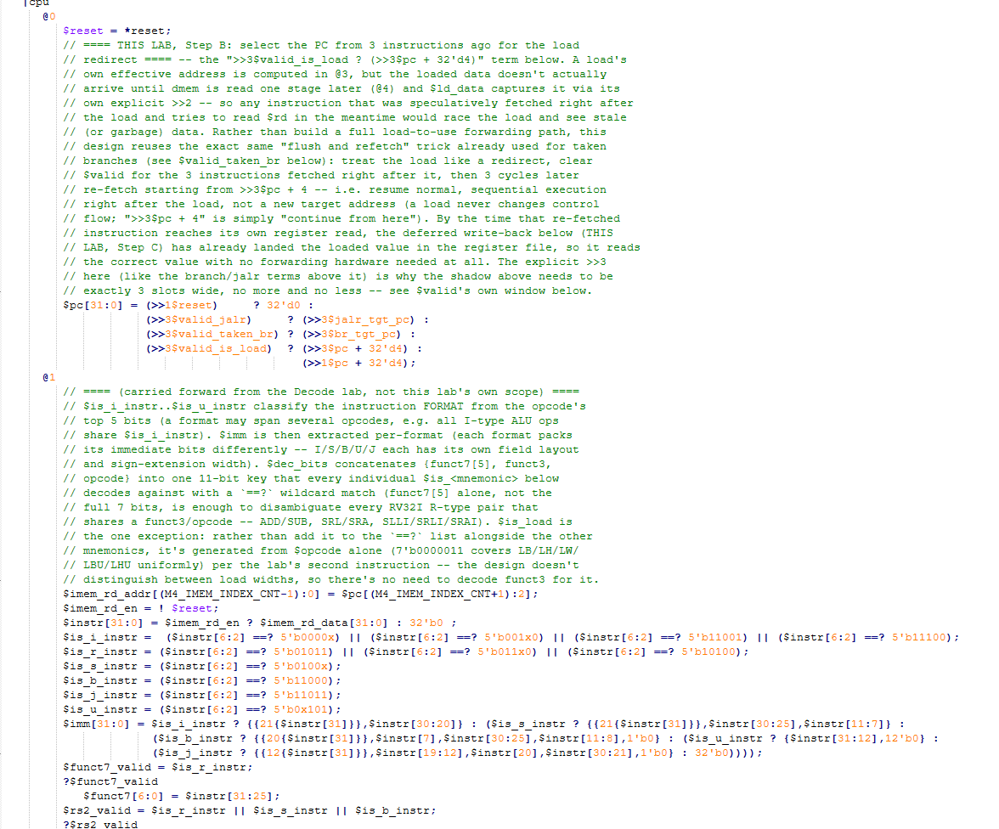 |cpu
@0
$reset = *reset;
// ==== THIS LAB, Step B: select the PC from 3 instructions ago for the load
// redirect ==== -- the ">>3$valid_is_load ? (>>3$pc + 32'd4)" term below. A load's
// own effective address is computed in @3, but the loaded data doesn't actually
// arrive until dmem is read one stage later (@4) and $ld_data captures it via its
// own explicit >>2 -- so any instruction that was speculatively fetched right after
// the load and tries to read $rd in the meantime would race the load and see stale
// (or garbage) data. Rather than build a full load-to-use forwarding path, this
// design reuses the exact same "flush and refetch" trick already used for taken
// branches (see $valid_taken_br below): treat the load like a redirect, clear
// $valid for the 3 instructions fetched right after it, then 3 cycles later
// re-fetch starting from >>3$pc + 4 -- i.e. resume normal, sequential execution
// right after the load, not a new target address (a load never changes control
// flow; ">>3$pc + 4" is simply "continue from here"). By the time that re-fetched
// instruction reaches its own register read, the deferred write-back below (THIS
// LAB, Step C) has already landed the loaded value in the register file, so it reads
// the correct value with no forwarding hardware needed at all. The explicit >>3
// here (like the branch/jalr terms above it) is why the shadow above needs to be
// exactly 3 slots wide, no more and no less -- see $valid's own window below.
$pc[31:0] = (>>1$reset) ? 32'd0 :
(>>3$valid_jalr) ? (>>3$jalr_tgt_pc) :
(>>3$valid_taken_br) ? (>>3$br_tgt_pc) :
(>>3$valid_is_load) ? (>>3$pc + 32'd4) :
(>>1$pc + 32'd4);
@1
// ==== (carried forward from the Decode lab, not this lab's own scope) ====
// $is_i_instr..$is_u_instr classify the instruction FORMAT from the opcode's
// top 5 bits (a format may span several opcodes, e.g. all I-type ALU ops
// share $is_i_instr). $imm is then extracted per-format (each format packs
// its immediate bits differently -- I/S/B/U/J each has its own field layout
// and sign-extension width). $dec_bits concatenates {funct7[5], funct3,
// opcode} into one 11-bit key that every individual $is_<mnemonic> below
// decodes against with a `==?` wildcard match (funct7[5] alone, not the
// full 7 bits, is enough to disambiguate every RV32I R-type pair that
// shares a funct3/opcode -- ADD/SUB, SRL/SRA, SLLI/SRLI/SRAI). $is_load is
// the one exception: rather than add it to the `==?` list alongside the other
// mnemonics, it's generated from $opcode alone (7'b0000011 covers LB/LH/LW/
// LBU/LHU uniformly) per the lab's second instruction -- the design doesn't
// distinguish between load widths, so there's no need to decode funct3 for it.
$imem_rd_addr[(M4_IMEM_INDEX_CNT-1):0] = $pc[(M4_IMEM_INDEX_CNT+1):2];
$imem_rd_en = ! $reset;
$instr[31:0] = $imem_rd_en ? $imem_rd_data[31:0] : 32'b0 ;
$is_i_instr =  ($instr[6:2] ==? 5'b0000x) || ($instr[6:2] ==? 5'b001x0) || ($instr[6:2] ==? 5'b11001) || ($instr[6:2] ==? 5'b11100);
$is_r_instr = ($instr[6:2] ==? 5'b01011) || ($instr[6:2] ==? 5'b011x0) || ($instr[6:2] ==? 5'b10100);
$is_s_instr = ($instr[6:2] ==? 5'b0100x);
$is_b_instr = ($instr[6:2] ==? 5'b11000);
$is_j_instr = ($instr[6:2] ==? 5'b11011);
$is_u_instr = ($instr[6:2] ==? 5'b0x101);
$imm[31:0] = $is_i_instr ? {{21{$instr[31]}},$instr[30:20]} : ($is_s_instr ? {{21{$instr[31]}},$instr[30:25],$instr[11:7]} :
($is_b_instr ? {{20{$instr[31]}},$instr[7],$instr[30:25],$instr[11:8],1'b0} : ($is_u_instr ? {$instr[31:12],12'b0} :
($is_j_instr ? {{12{$instr[31]}},$instr[19:12],$instr[20],$instr[30:21],1'b0} : 32'b0))));
$funct7_valid = $is_r_instr;
?$funct7_valid
$funct7[6:0] = $instr[31:25];
$rs2_valid = $is_r_instr || $is_s_instr || $is_b_instr;
?$rs2_valid